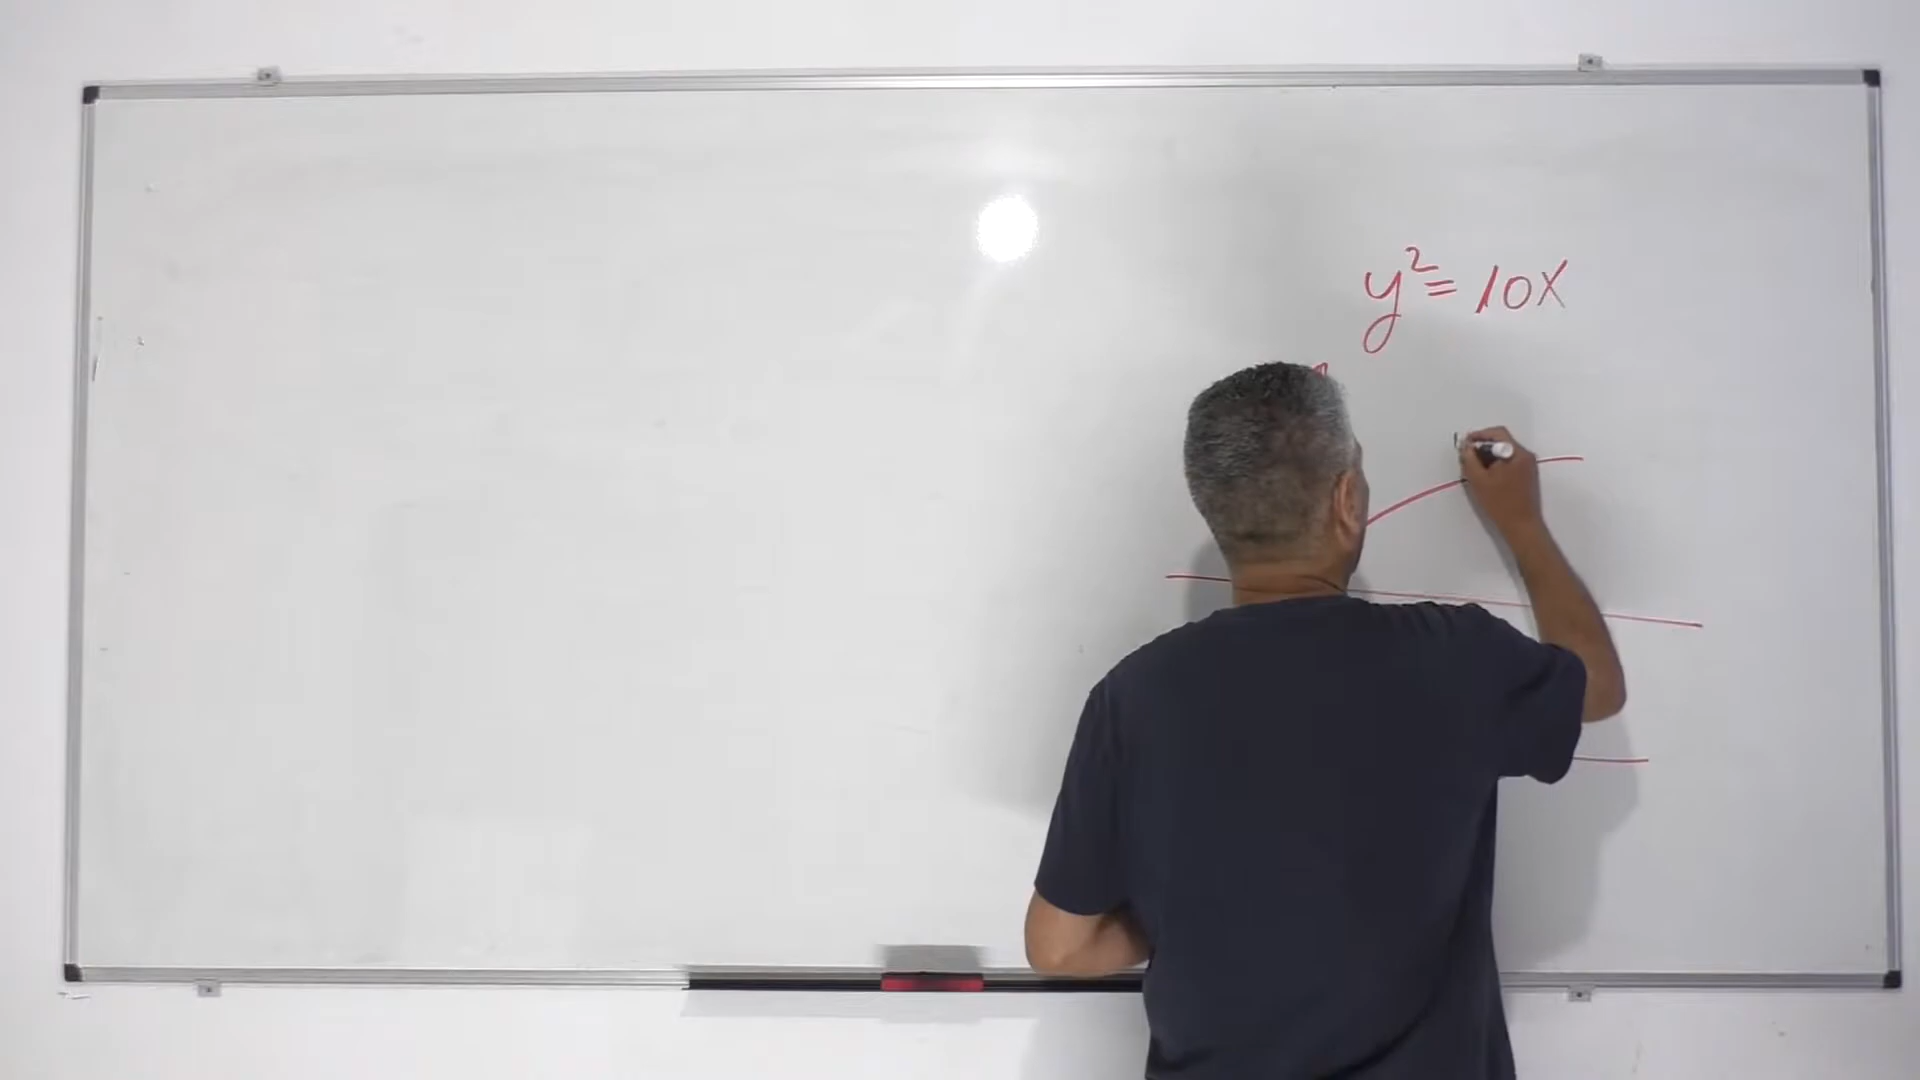 y² = 10x